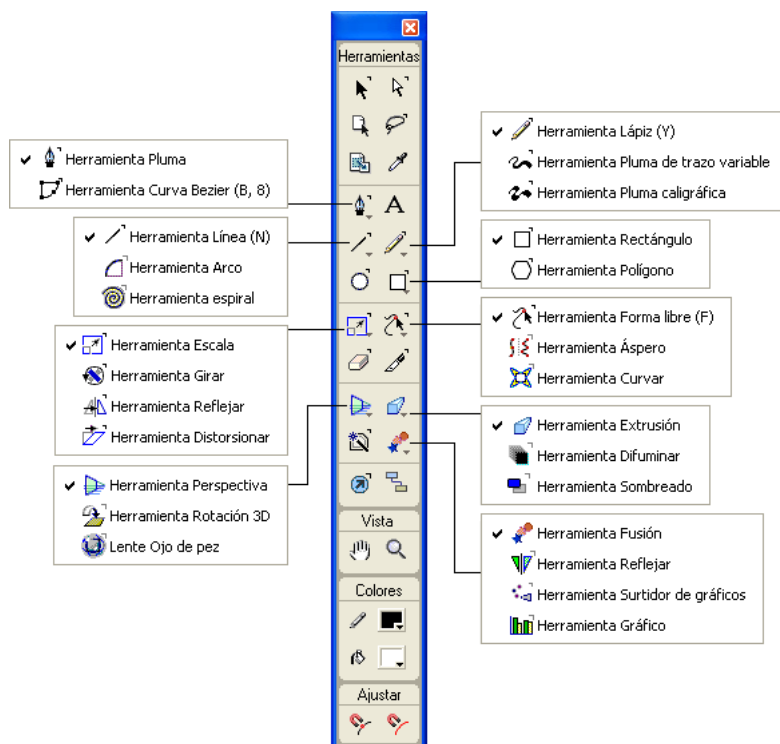 Herramientas
Herramienta Pluma
Herramienta Curva Bezier (B, 8)
Herramienta Línea (N)
Herramienta Arco
Herramienta espiral
Herramienta Escala
Herramienta Girar
Herramienta Reflejar
Herramienta Distorsionar
Herramienta Perspectiva
Herramienta Rotación 3D
Lente Ojo de pez
A
Vista
Colores
Ajustar
Herramienta Lápiz (Y)
Herramienta Pluma de trazo variable
Herramienta Pluma caligráfica
Herramienta Rectángulo
Herramienta Polígono
Herramienta Forma libre (F)
Herramienta Áspero
Herramienta Curvar
Herramienta Extrusión
Herramienta Difuminar
Herramienta Sombreado
Herramienta Fusión
Herramienta Reflejar
Herramienta Surtidor de gráficos
Herramienta Gráfico